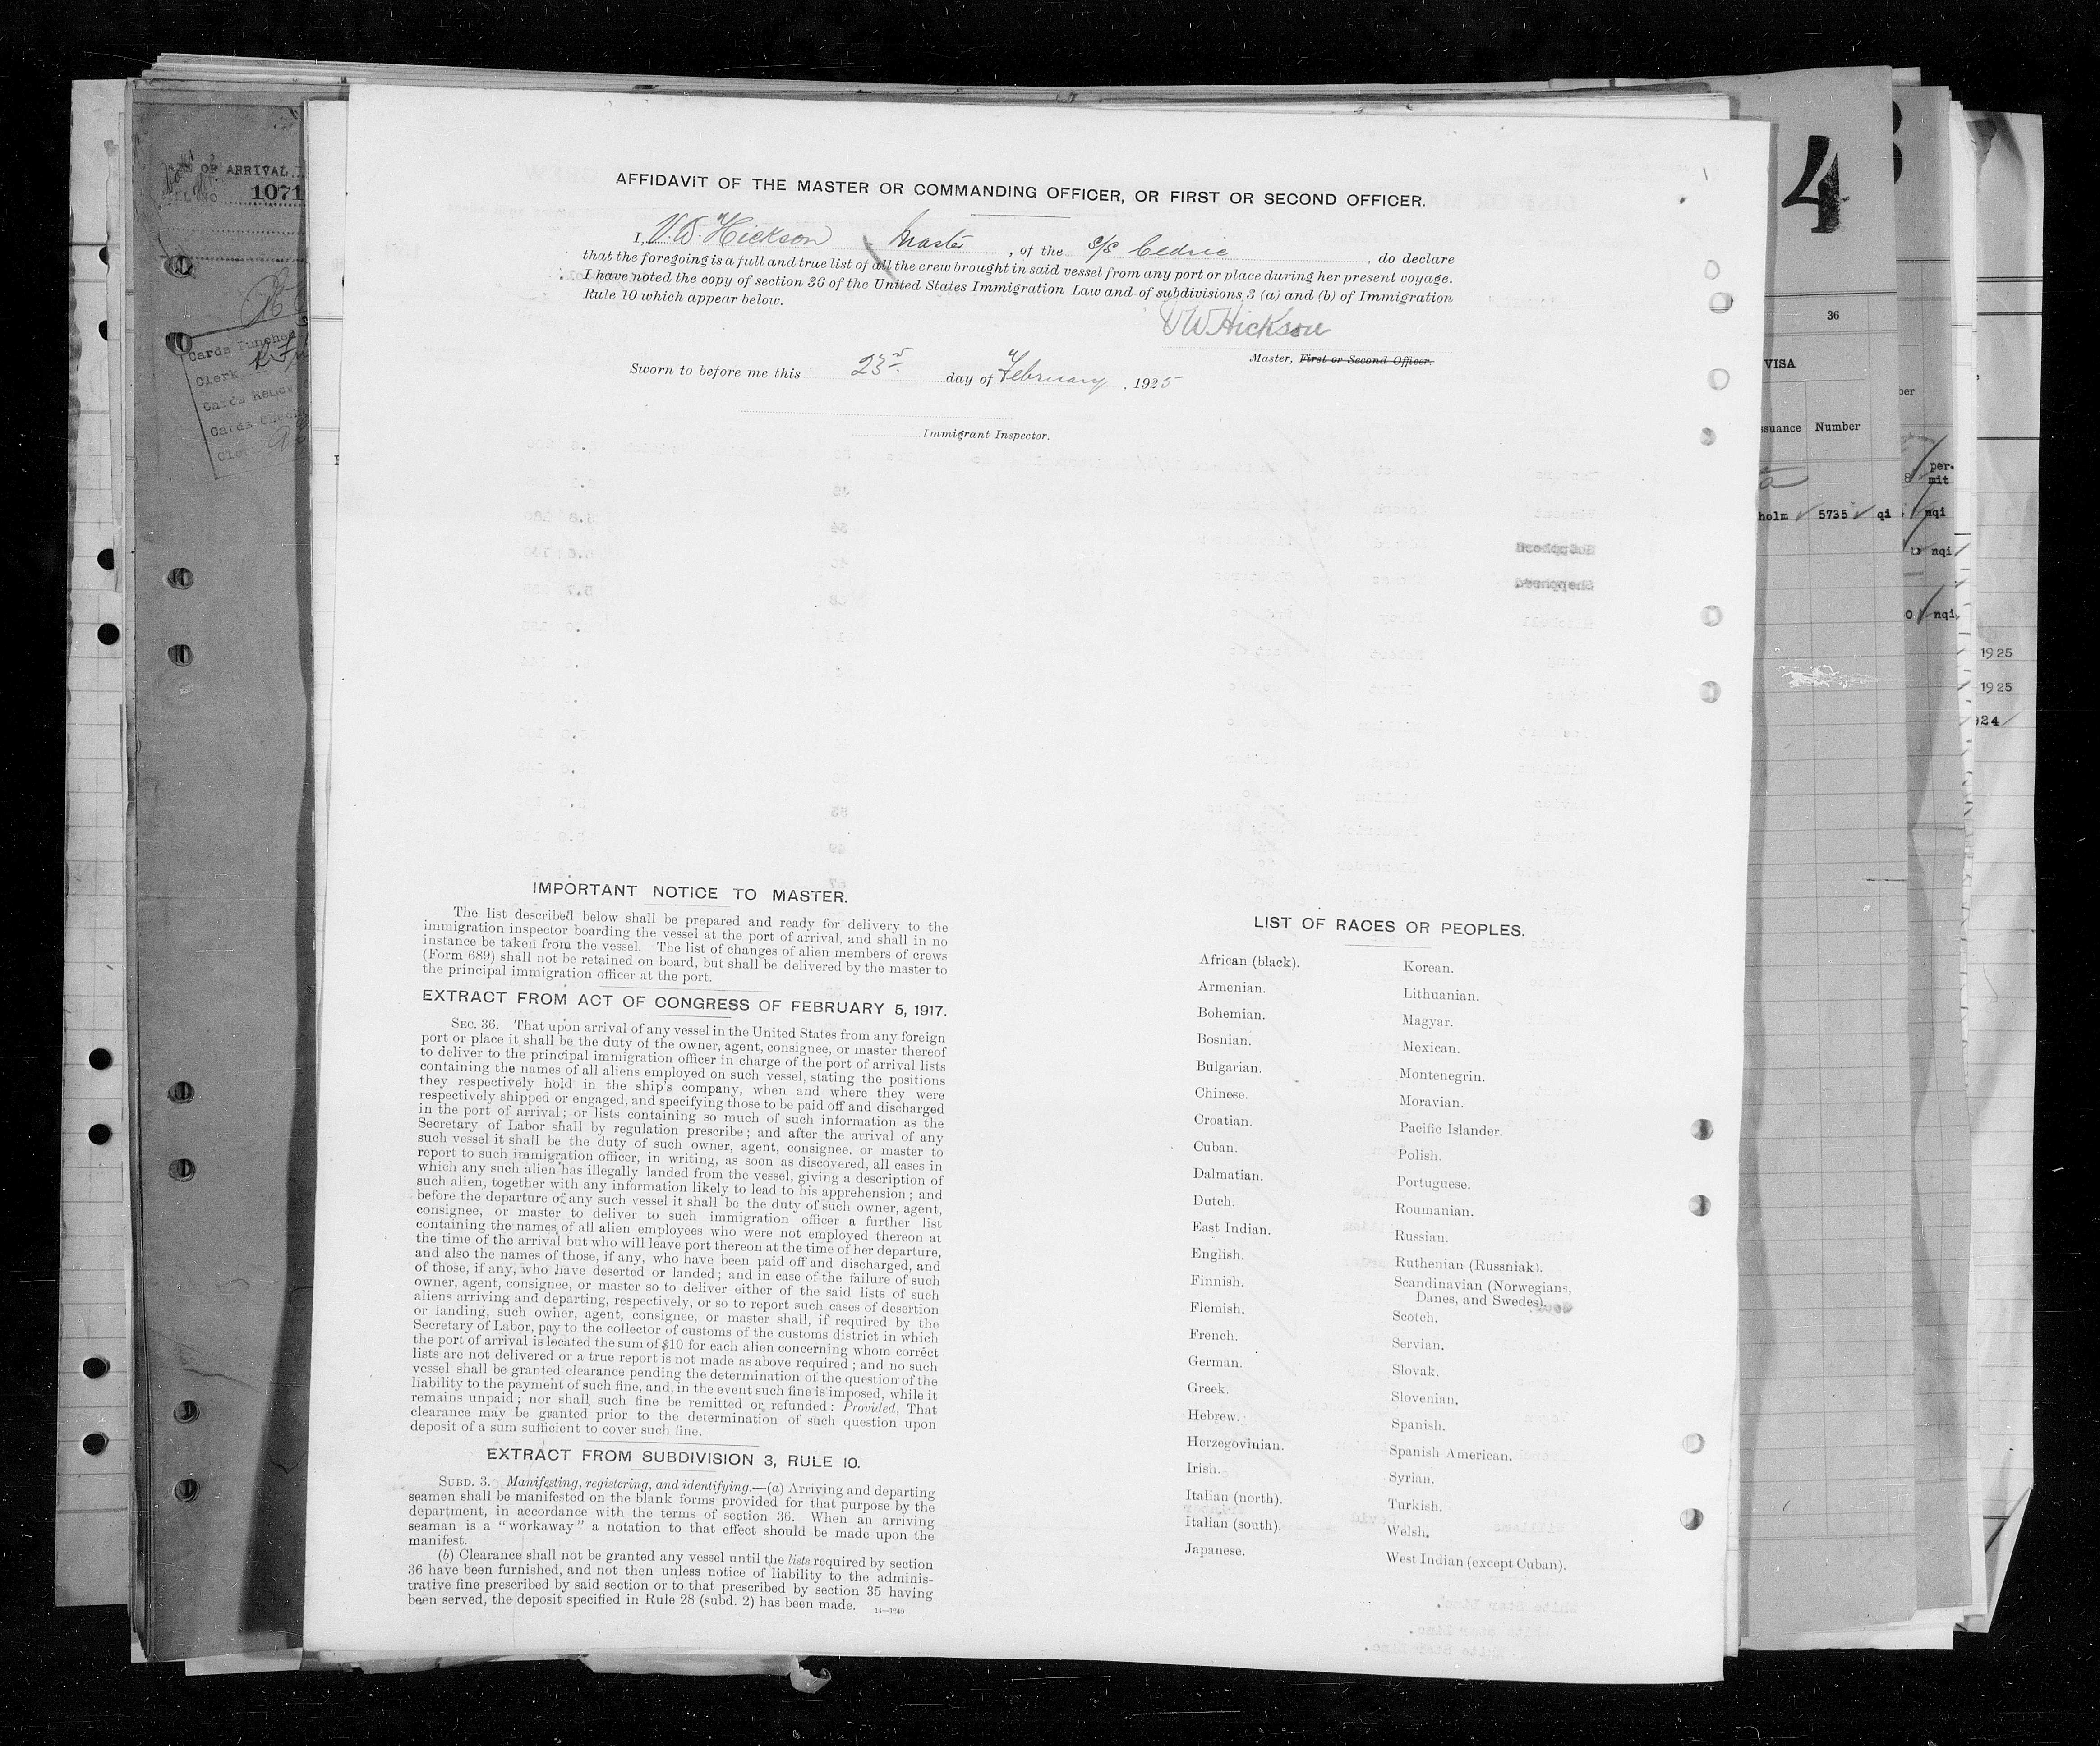 AFFIDAVIT OF THE MASTER OR COMMANDING OFFICER, OR FIRST OR SECOND OFFICER.
I, V. W. Hickson Master, of the S/S Cedric, do declare
that the foregoing is a full and true list of all the crew brought in said vessel from any port or place during her present voyage.
I have noted the copy of section 36 of the United States Immigration Law and of subdivisions 3 (a) and (b) of Immigration
Rule 10 which appear below.
V W Hickson
Master, First or Second Officer.
Sworn to before me this 23rd day of February, 1925
Immigrant Inspector.
IMPORTANT NOTICE TO MASTER.
The list described below shall be prepared and ready for delivery to the
immigration inspector boarding the vessel at the port of arrival, and shall in no
instance be taken from the vessel. The list of changes of alien members of crews
(Form 689) shall not be retained on board, but shall be delivered by the master to
the principal immigration officer at the port.
EXTRACT FROM ACT OF CONGRESS OF FEBRUARY 5, 1917.
SEC. 36. That upon arrival of any vessel in the United States from any foreign
port or place it shall be the duty of the owner, agent, consignee, or master thereof
to deliver to the principal immigration officer in charge of the port of arrival lists
containing the names of all aliens employed on such vessel, stating the positions
they respectively hold in the ship's company, when and where they were
respectively shipped or engaged, and specifying those to be paid off and discharged
in the port of arrival; or lists containing so much of such information as the
Secretary of Labor shall by regulation prescribe; and after the arrival of any
such vessel it shall be the duty of such owner, agent, consignee. or master to
report to such immigration officer, in writing, as soon as discovered, all cases in
which any such alien has illegally landed from the vessel, giving a description of
such alien, together with any information likely to lead to his apprehension; and
before the departure of any such vessel it shall be the duty of such owner, agent,
consignee, or master to deliver to such immigration officer a further list
containing the names of all alien employees who were not employed thereon at
the time of the arrival but who will leave port thereon at the time of her departure,
and also the names of those, if any, who have been paid off and discharged, and
of those, if any, who have deserted or landed; and in case of the failure of such
owner, agent, consignee, or master so to deliver either of the said lists of such
aliens arriving and departing, respectively, or so to report such cases of desertion
or landing, such owner, agent, consignee, or master shall, if required by the
Secretary of Labor, pay to the collector of customs of the customs district in which
the port of arrival is located the sum of $10 for each alien concerning whom correct
lists are not delivered or a true report is not made as above required; and no such
vessel shall be granted clearance pending the determination of the question of the
liability to the payment of such fine, and, in the event such fine is imposed, while it
remains unpaid; nor shall such fine be remitted or refunded: Provided, That
clearance may be granted prior to the determination of such question upon
deposit of a sum sufficient to cover such fine.
EXTRACT FROM SUBDIVISION 3, RULE 10.
SUBD. 3. Manifesting, registering, and identifying.—(a) Arriving and departing
seamen shall be manifested on the blank forms provided for that purpose by the
department, in accordance with the terms of section 36. When an arriving
seaman is a "workaway" a notation to that effect should be made upon the
manifest.
(b) Clearance shall not be granted any vessel until the lists required by section
36 have been furnished, and not then unless notice of liability to the adminis-
trative fine prescribed by said section or to that prescribed by section 35 having
been served, the deposit specified in Rule 28 (subd. 2) has been made. 14—1240
LIST OF RACES OR PEOPLES.
African (black).
Armenian.
Bohemian.
Bosnian.
Bulgarian.
Chinese.
Croatian.
Cuban.
Dalmatian.
Dutch.
East Indian.
English.
Finnish.
Flemish.
French.
German.
Greek.
Hebrew.
Herzegovinian.
Irish.
Italian (north).
Italian (south).
Japanese.
Korean.
Lithuanian.
Magyar.
Mexican.
Montenegrin.
Moravian.
Pacific Islander.
Polish.
Portuguese.
Roumanian.
Russian.
Ruthenian (Russniak).
Scandinavian (Norwegians,
Danes, and Swedes).
Scotch.
Servian.
Slovak.
Slovenian.
Spanish.
Spanish American.
Syrian.
Turkish.
Welsh.
West Indian (except Cuban).
OF ARRIVAL
NO. 1071
Cards Punched
Clerk
Cards Remov
Cards Check
Clerk
4
36
VISA
ssuance Number
holm 5735 qi
per-
mit
nqi
nqi
0 nqi
1925
1925
924